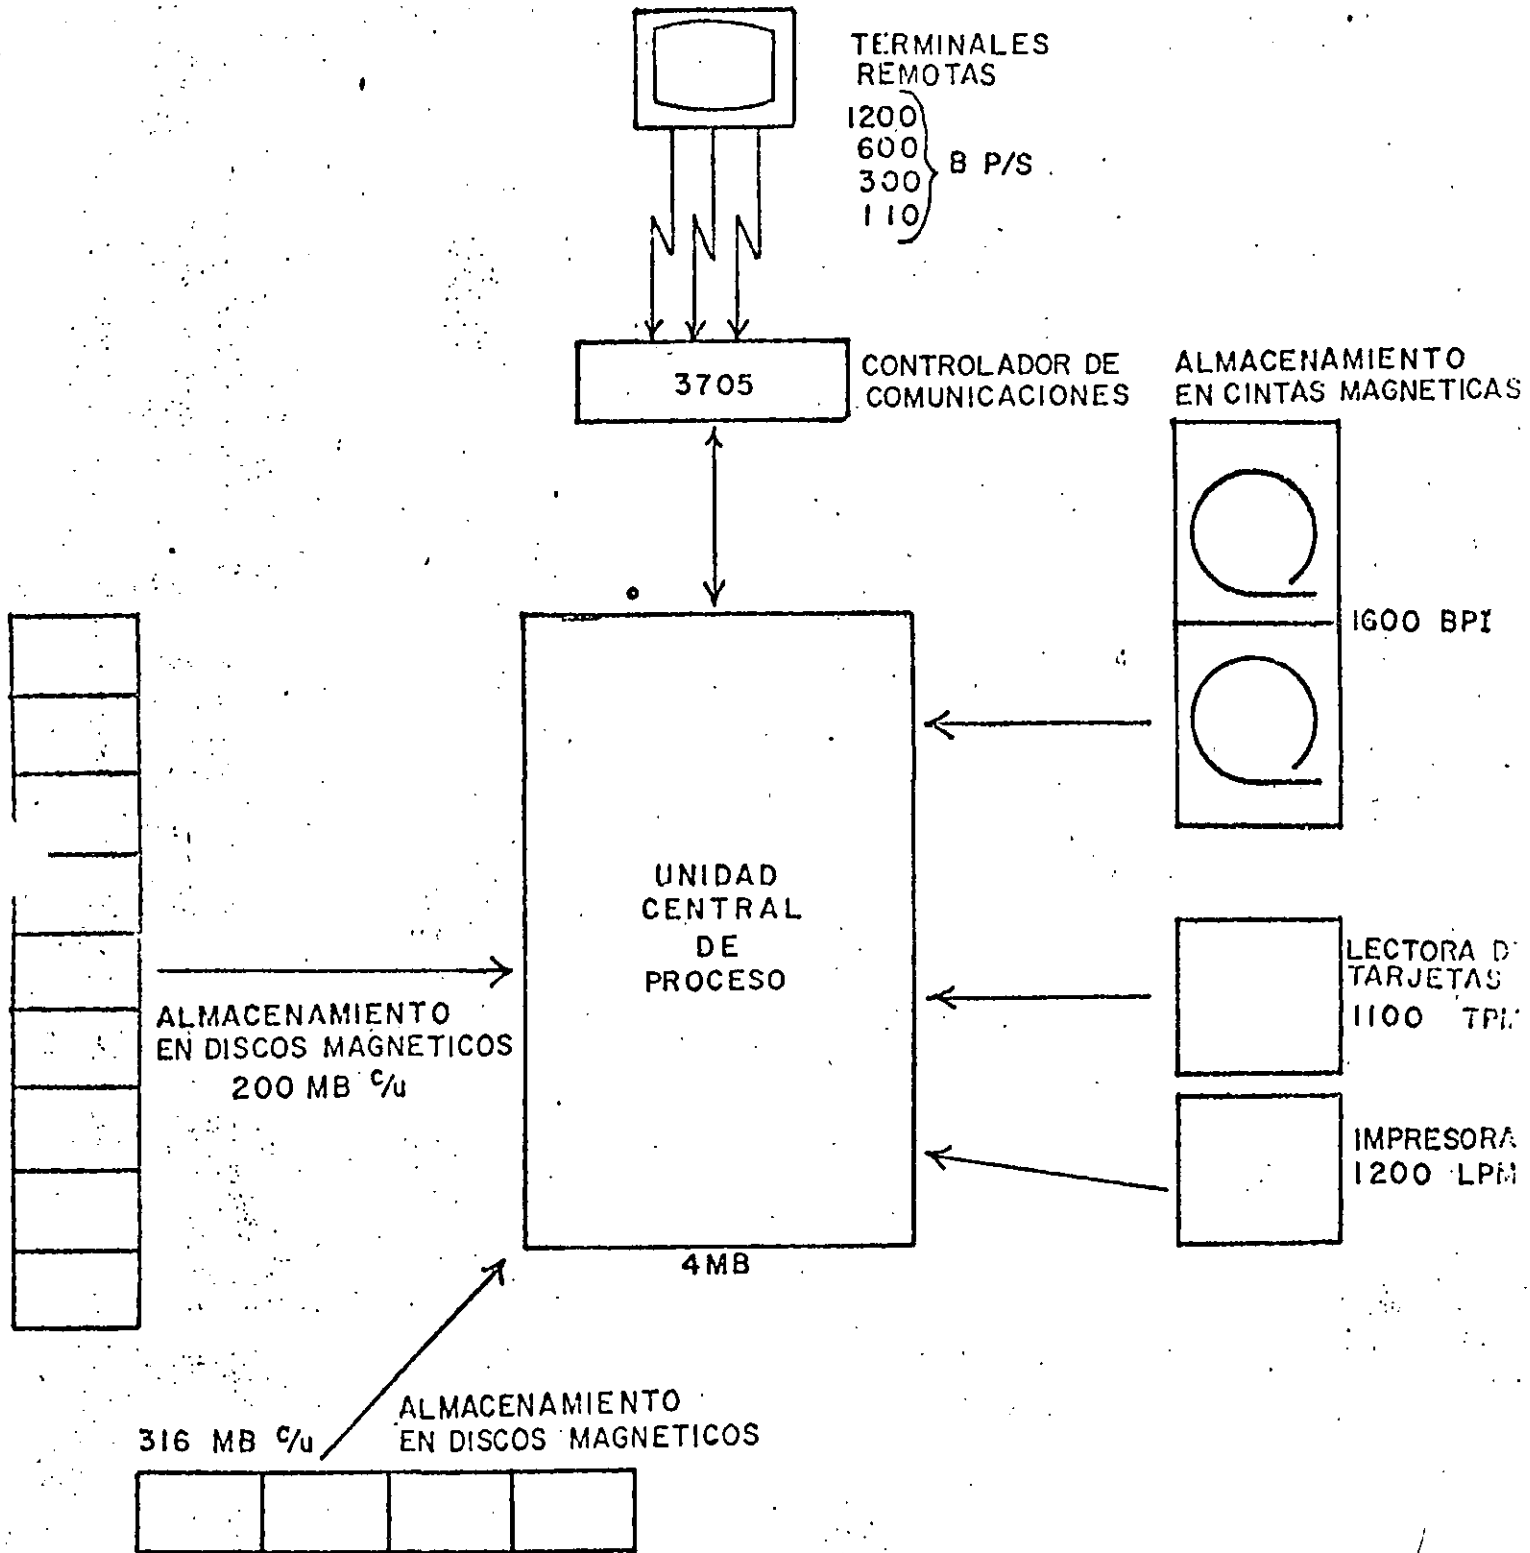 TERMINALES
REMOTAS
1200
600
300
110
B P/S
3705
CONTROLADOR DE
COMUNICACIONES
ALMACENAMIENTO
EN CINTAS MAGNETICAS
1600 BPI
UNIDAD
CENTRAL
DE
PROCESO
4MB
ALMACENAMIENTO
EN DISCOS MAGNETICOS
200 MB c/u
LECTORA
TARJETAS
1100
IMPRESORA
1200 LPM
316 MB c/u
ALMACENAMIENTO
EN DISCOS MAGNETICOS